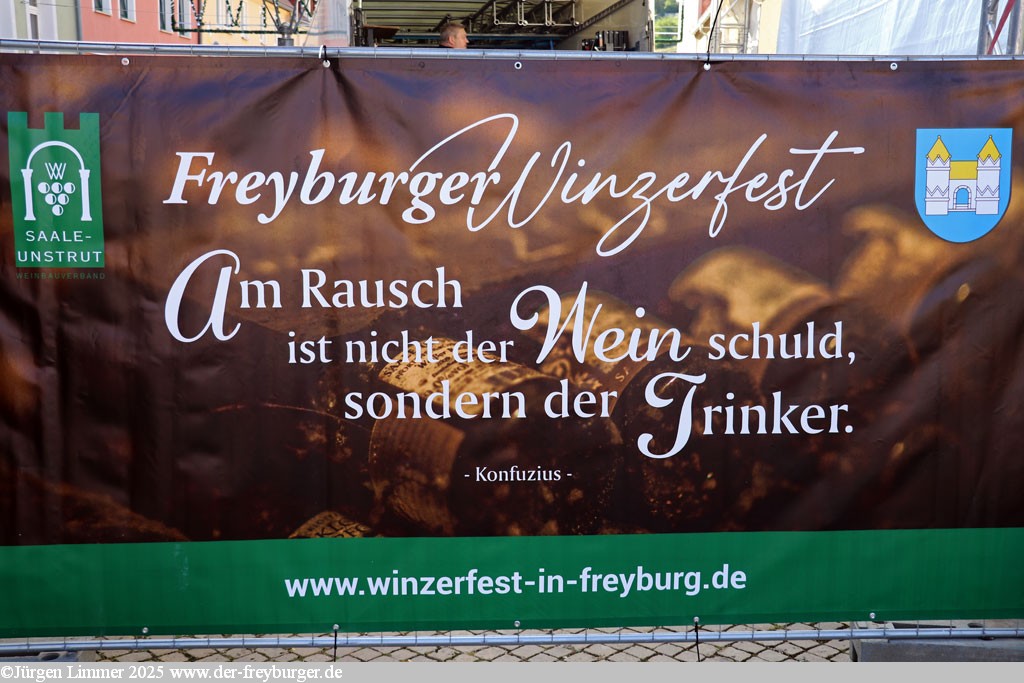 Freyburger Winzerfest
W
SAALE-
UNSTRUT
WEINBAUVERBAND
Am Rausch
ist nicht der Wein schuld,
sondern der Trinker.
- Konfuzius -
www.winzerfest-in-freyburg.de
©Jürgen Limmer 2025 www.der-freyburger.de